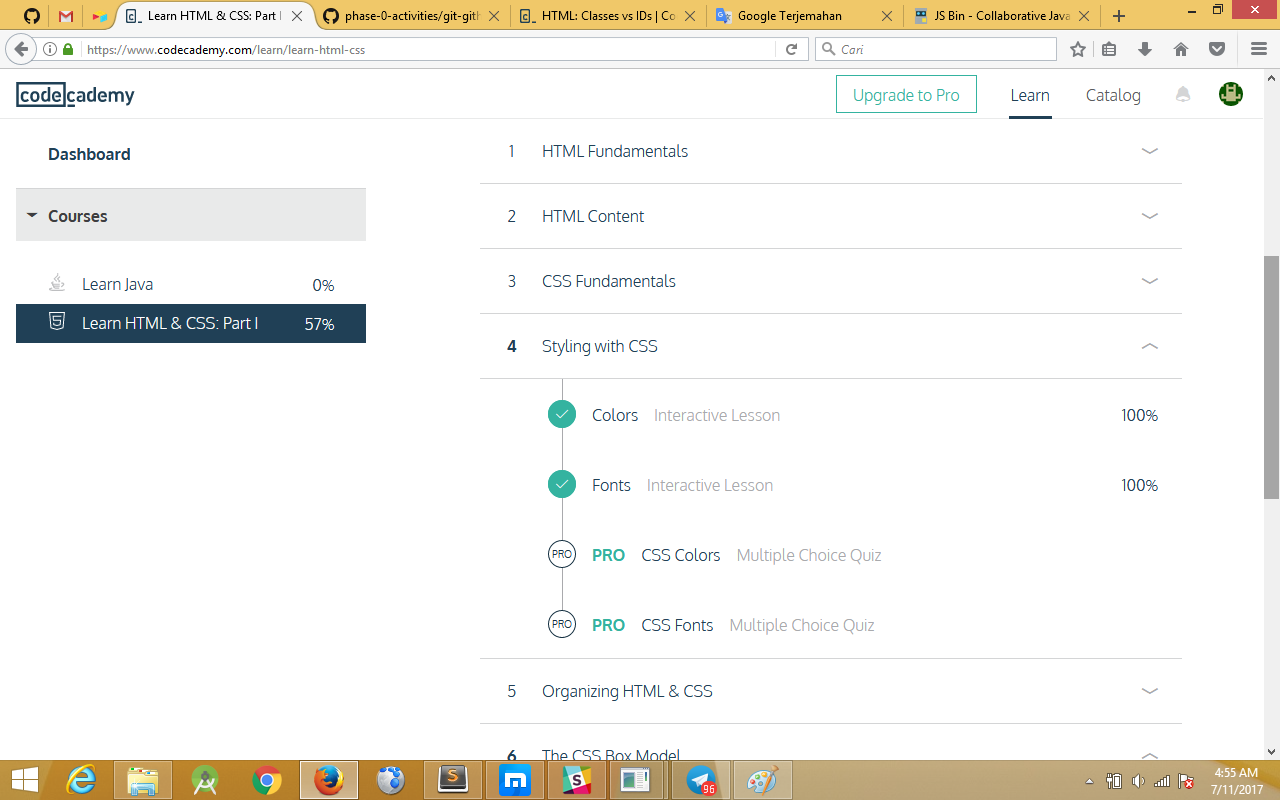 Learn HTML & CSS: Part I
phase-0-activities/git-gith
HTML: Classes vs IDs | Co
Google Terjemahan
JS Bin - Collaborative Java
https://www.codecademy.com/learn/learn-html-css
Cari
codecademy
Upgrade to Pro
Learn
Catalog
Dashboard
Courses
Learn Java 0%
Learn HTML & CSS: Part I 57%
1 HTML Fundamentals
2 HTML Content
3 CSS Fundamentals
4 Styling with CSS
Colors Interactive Lesson 100%
Fonts Interactive Lesson 100%
PRO PRO CSS Colors Multiple Choice Quiz
PRO PRO CSS Fonts Multiple Choice Quiz
5 Organizing HTML & CSS
6 The CSS Box Model
96
4:55 AM
7/11/2017